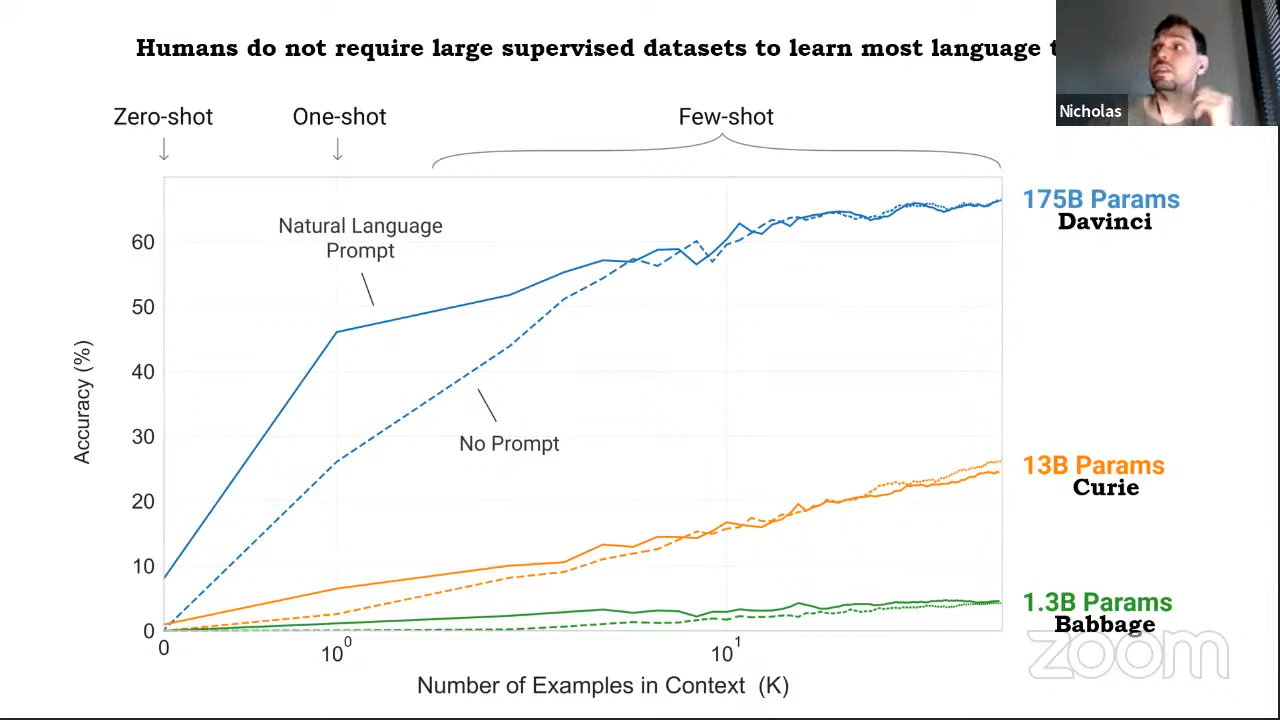 Humans do not require large supervised datasets to learn most language
Nicholas
Zero-shot
One-shot
Few-shot
Natural Language
Prompt
No Prompt
175B Params
Davinci
13B Params
Curie
1.3B Params
Babbage
Accuracy (%)
60
50
40
30
20
10
0
0
10⁰
10¹
Number of Examples in Context (K)
zoom